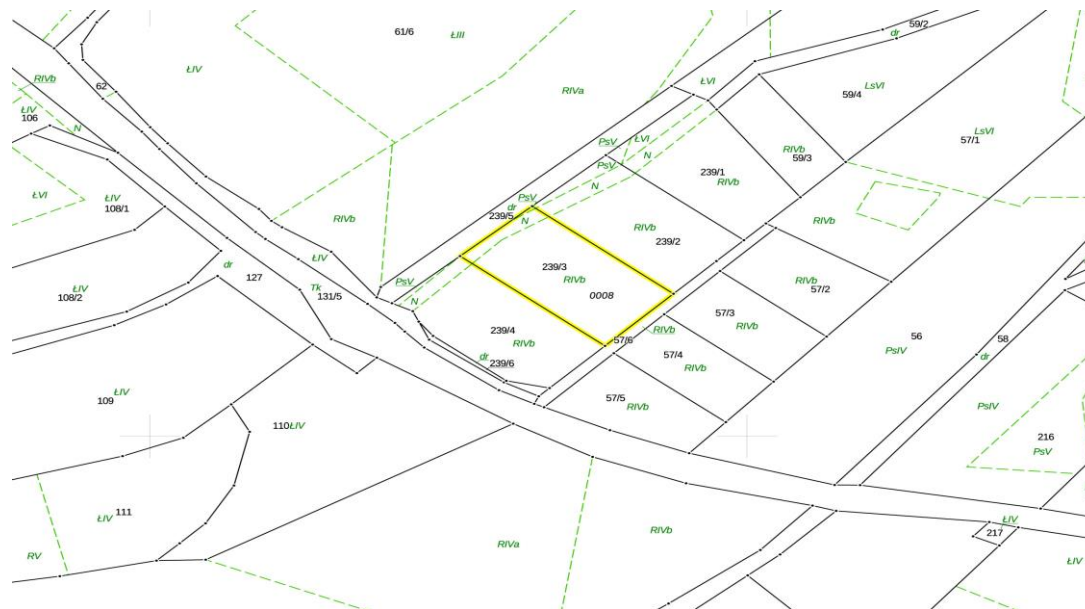 59/2
dr
61/6
ŁIII
ŁIV
RIVb
62
RIVa
ŁVI
LsVI
59/4
ŁIV
106
N
LsVI
57/1
PsV
ŁVI
PsV
N
RIVb
59/3
239/1
RIVb
ŁVI
ŁIV
108/1
N
PsV
dr
239/5
N
RIVb
RIVb
239/2
RIVb
ŁIV
dr
127
239/3
RIVb
PsV
0008
RIVb
57/2
ŁIV
108/2
Tk
131/5
N
57/3
RIVb
239/4
RIVb
57/6
RIVb
56
PsIV
58
dr
dr
239/6
57/4
RIVb
ŁIV
109
57/5
RIVb
PsIV
110
ŁIV
216
PsV
ŁIV
111
RV
RIVa
RIVb
ŁIV
217
ŁIV